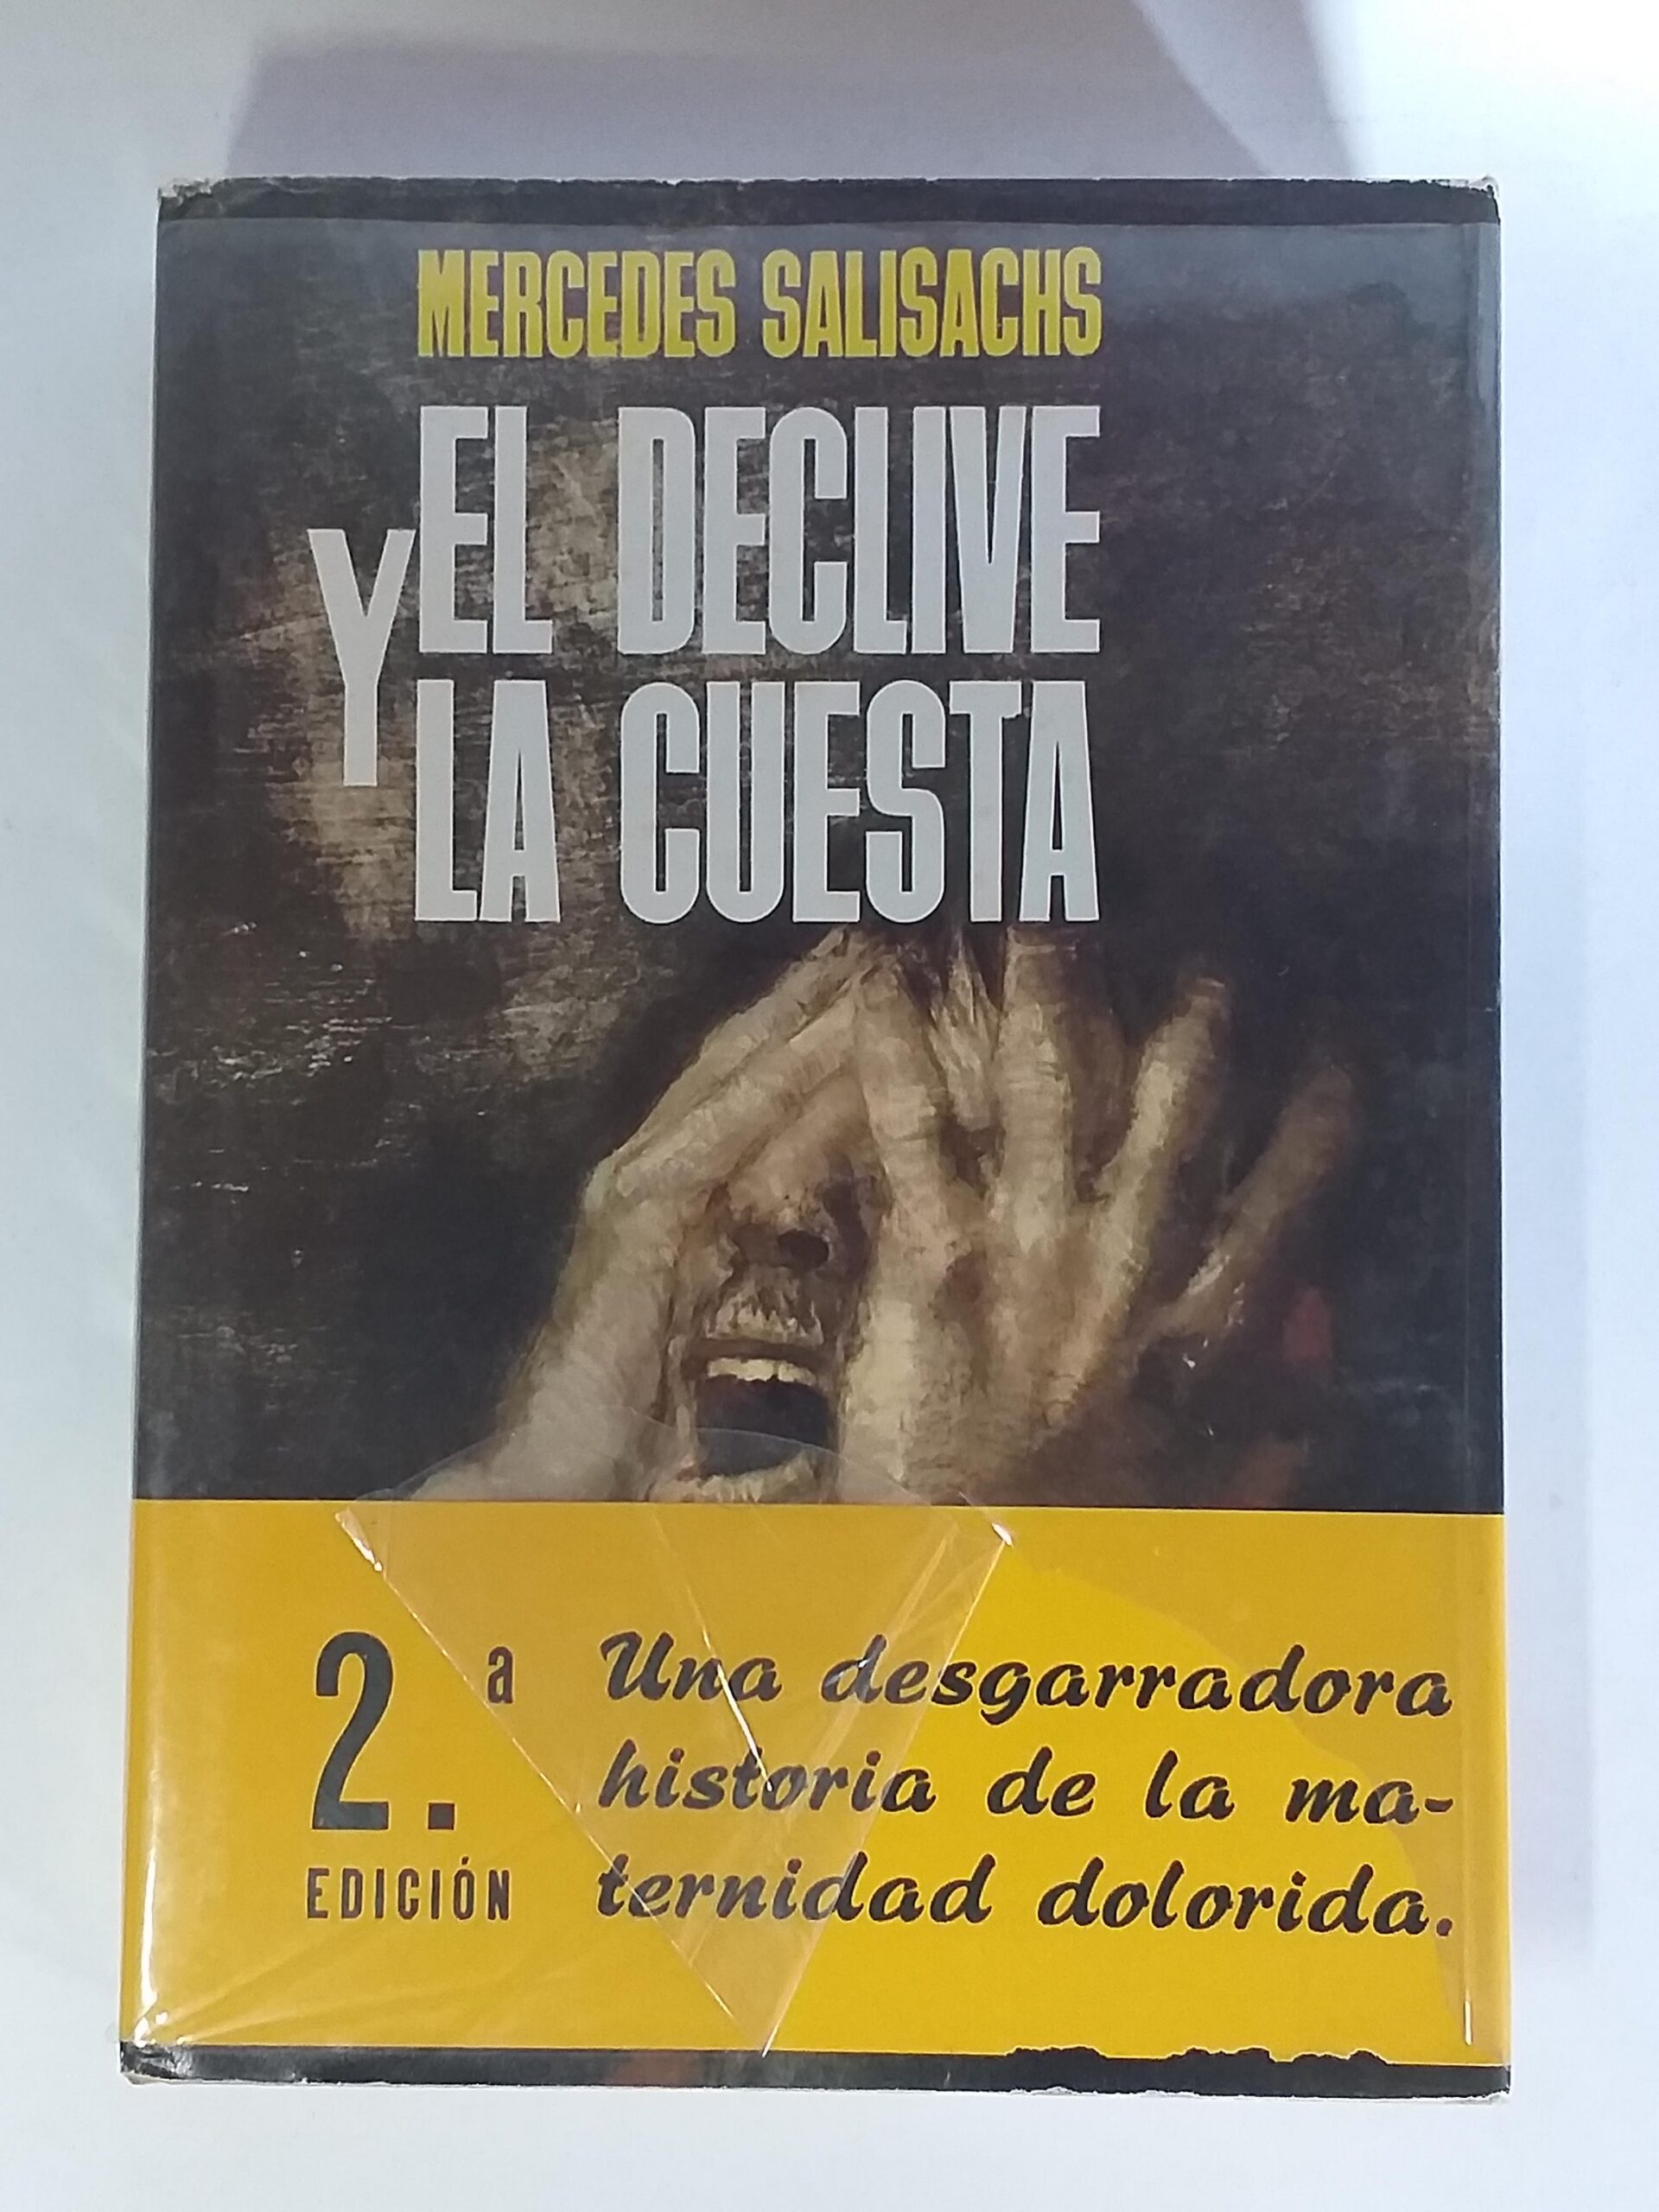 MERCEDES SALISACHS
EL DECLIVE
Y
LA CUESTA
2.a
EDICIÓN
Una desgarradora
historia de la ma-
ternidad dolorida.